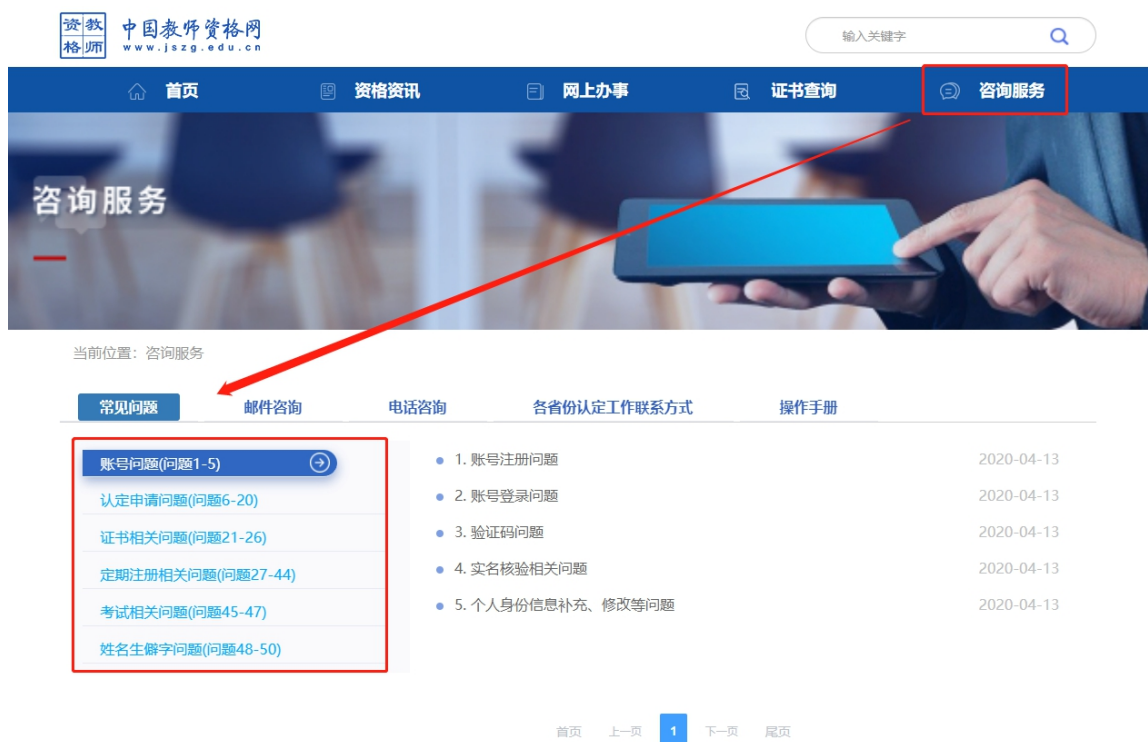 资教
格师
中国教师资格网
www.jszg.edu.cn
输入关键字
首页 资格资讯 网上办事 证书查询 咨询服务
咨询服务
当前位置：咨询服务
常见问题 邮件咨询 电话咨询 各省份认定工作联系方式 操作手册
账号问题(问题1-5)
认定申请问题(问题6-20)
证书相关问题(问题21-26)
定期注册相关问题(问题27-44)
考试相关问题(问题45-47)
姓名生僻字问题(问题48-50)
1. 账号注册问题 2020-04-13
2. 账号登录问题 2020-04-13
3. 验证码问题 2020-04-13
4. 实名核验相关问题 2020-04-13
5. 个人身份信息补充、修改等问题 2020-04-13
首页 上一页 1 下一页 尾页